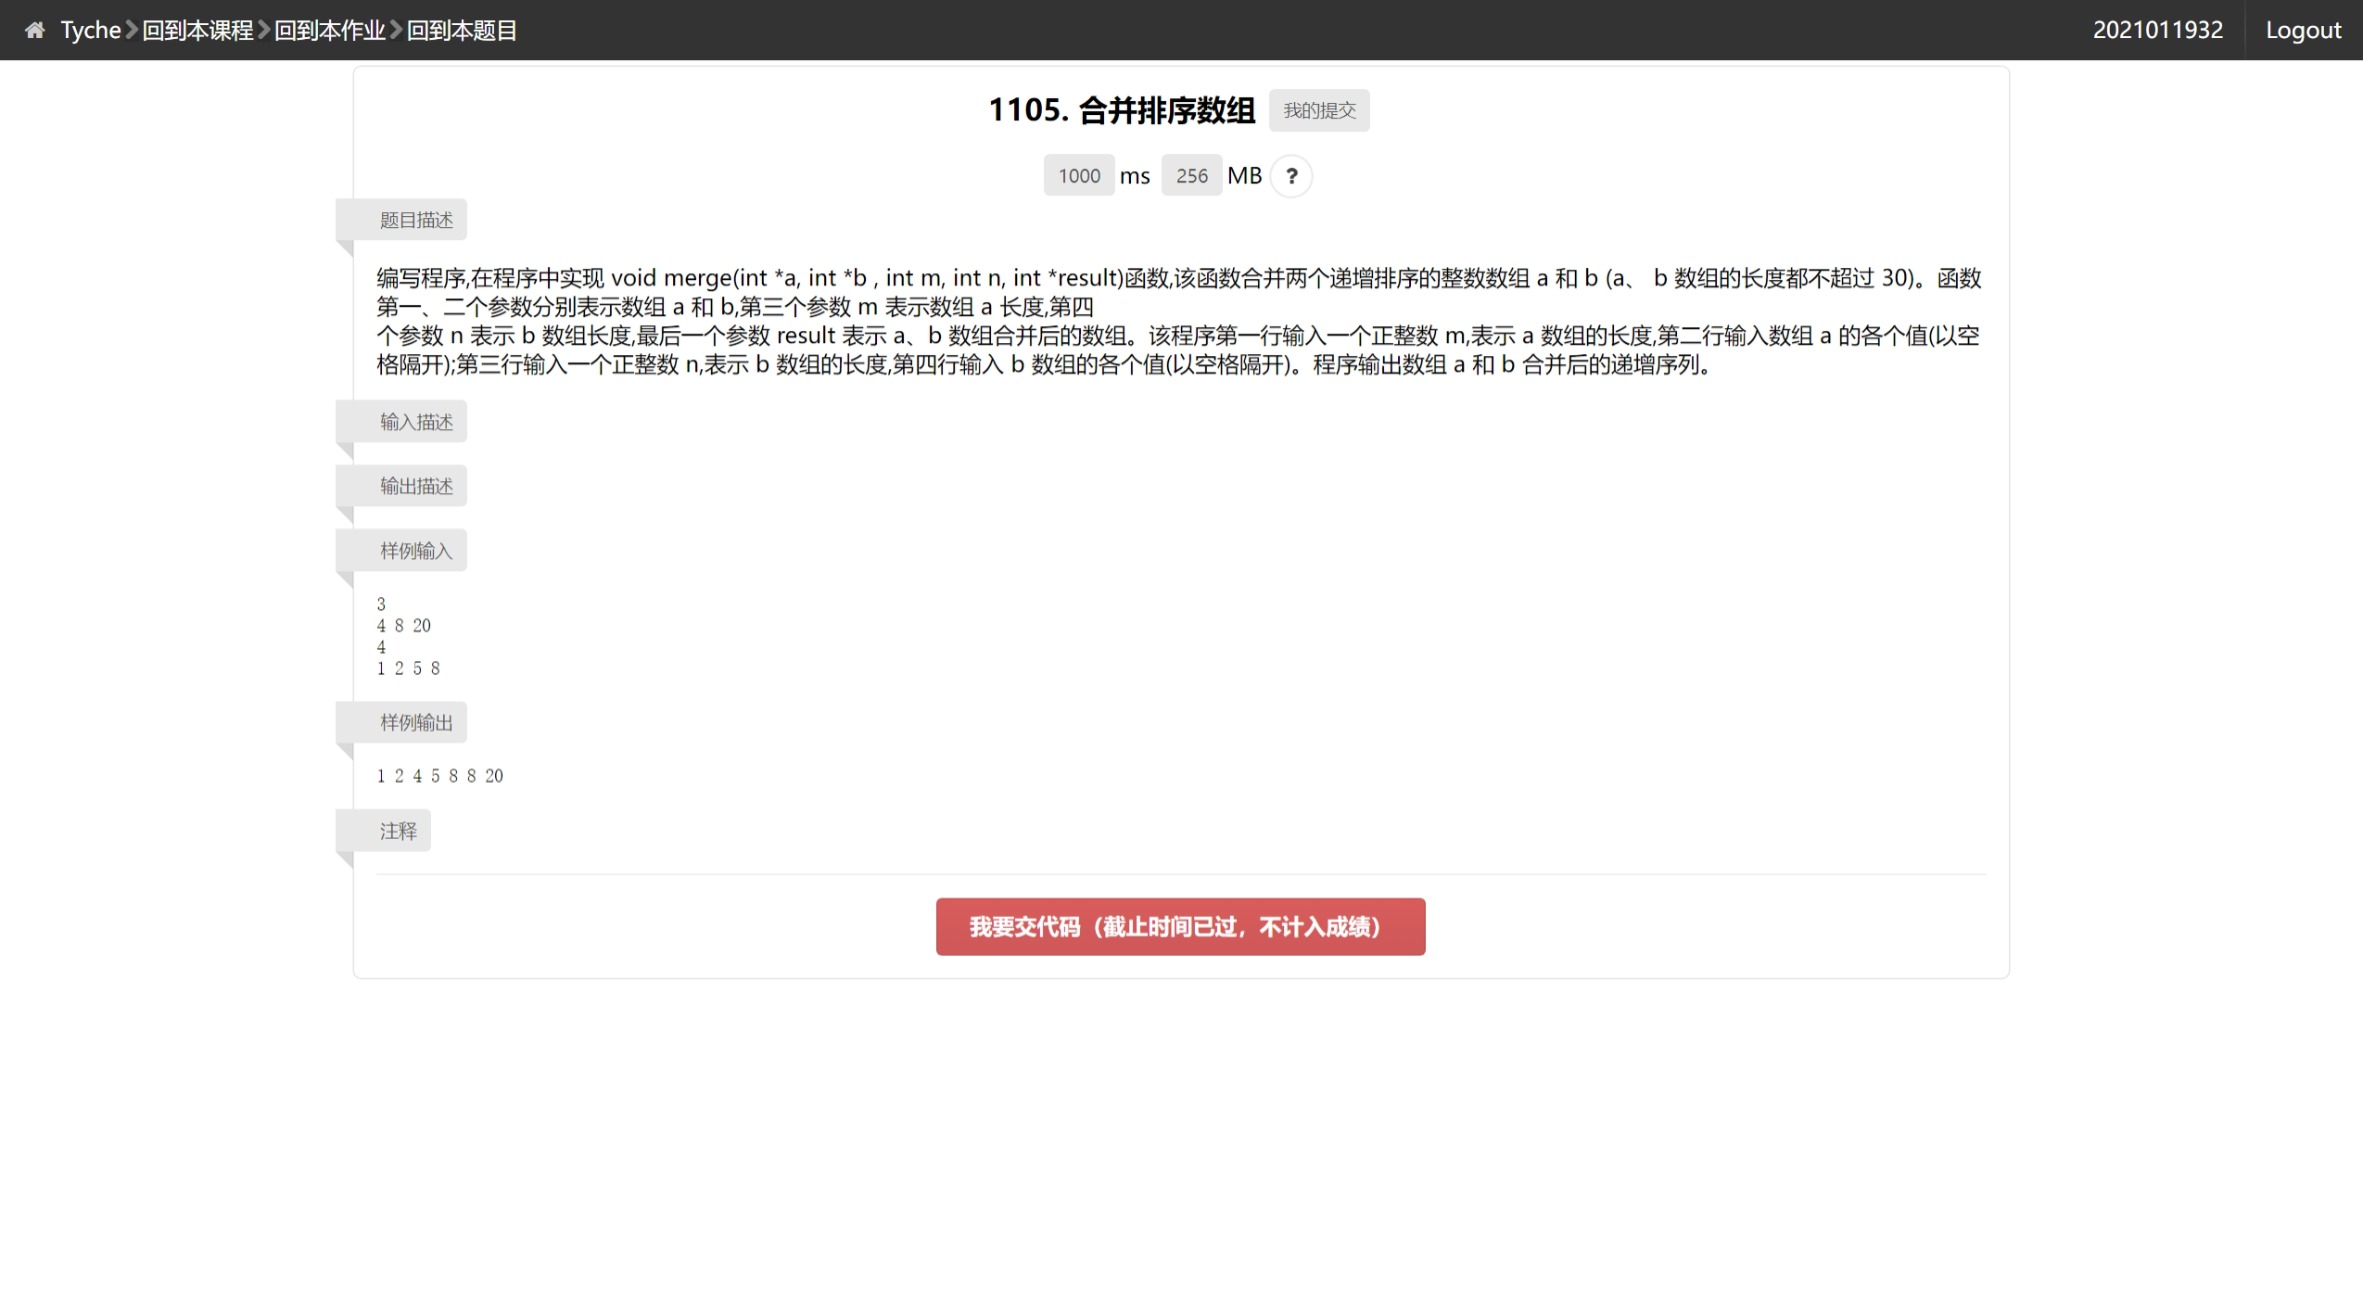 Tyche 回到本课程 回到本作业 回到本题目 2021011932 Logout
1105. 合并排序数组 我的提交
1000 ms 256 MB ?
题目描述
编写程序,在程序中实现 void merge(int *a, int *b , int m, int n, int *result)函数,该函数合并两个递增排序的整数数组 a 和 b (a、 b 数组的长度都不超过 30)。函数
第一、二个参数分别表示数组 a 和 b,第三个参数 m 表示数组 a 长度,第四
个参数 n 表示 b 数组长度,最后一个参数 result 表示 a、b 数组合并后的数组。该程序第一行输入一个正整数 m,表示 a 数组的长度,第二行输入数组 a 的各个值(以空
格隔开);第三行输入一个正整数 n,表示 b 数组的长度,第四行输入 b 数组的各个值(以空格隔开)。程序输出数组 a 和 b 合并后的递增序列。
输入描述
输出描述
样例输入
3
4 8 20
4
1 2 5 8
样例输出
1 2 4 5 8 8 20
注释
我要交代码（截止时间已过，不计入成绩）